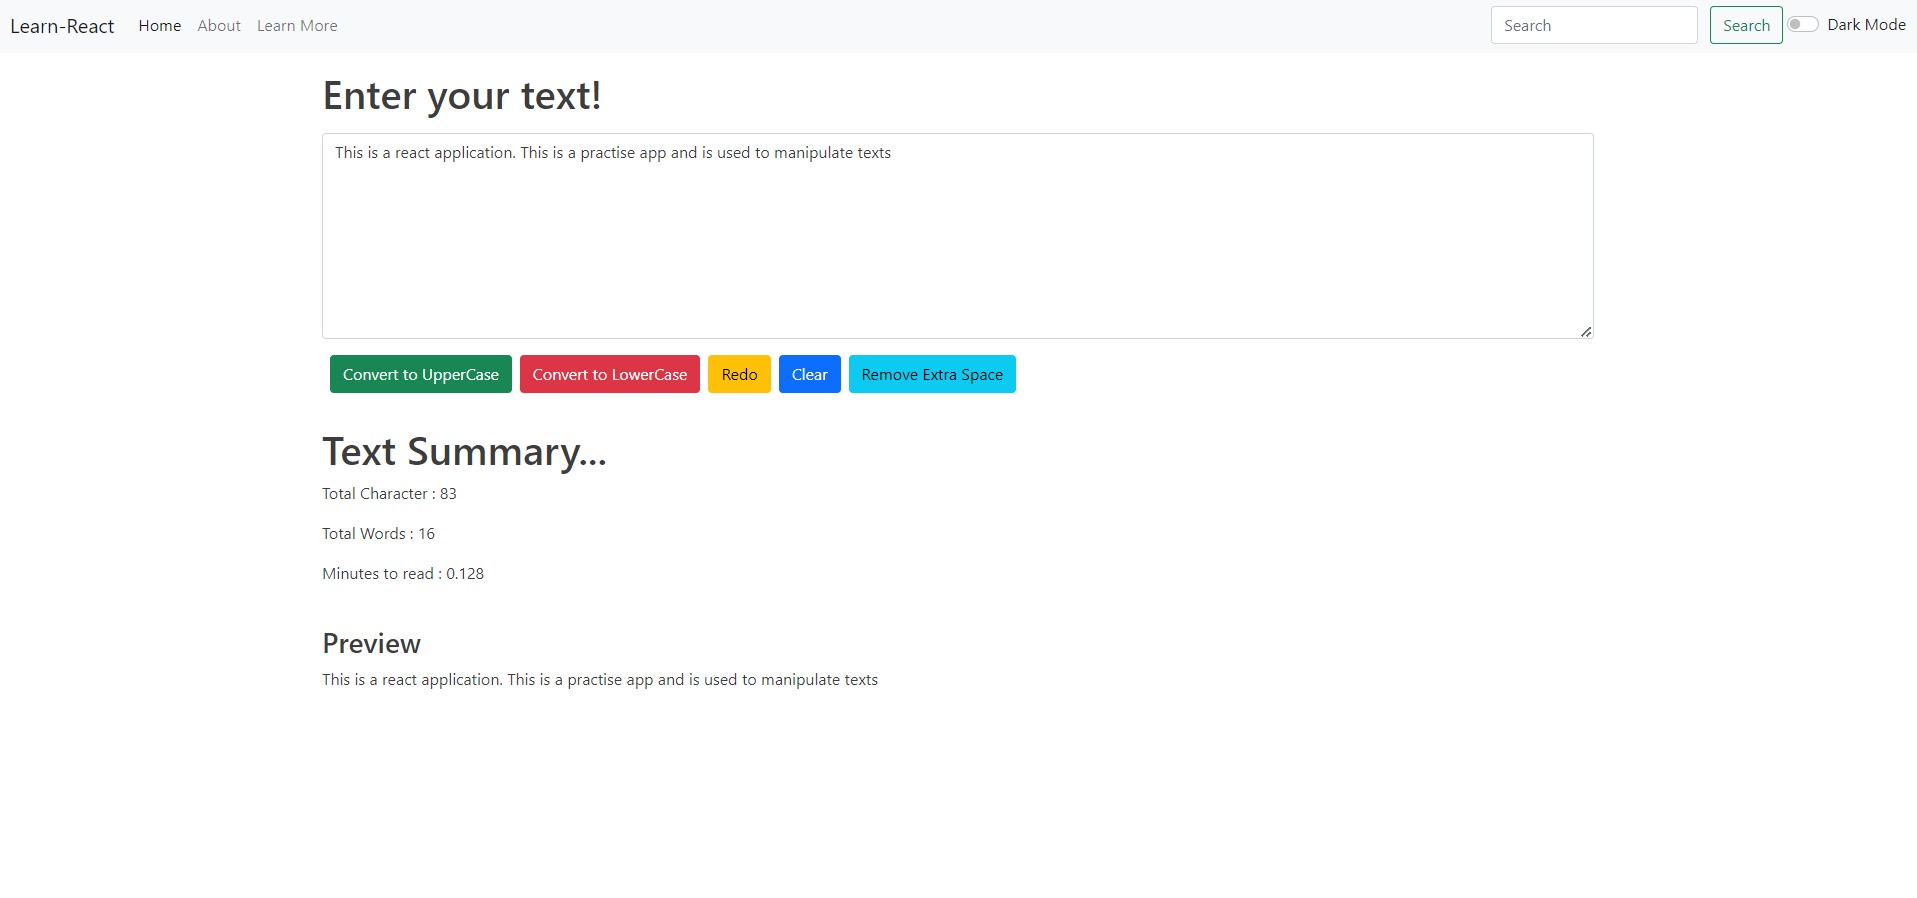 Learn-React Home About Learn More Search Search Dark Mode
Enter your text!
This is a react application. This is a practise app and is used to manipulate texts
Convert to UpperCase Convert to LowerCase Redo Clear Remove Extra Space
Text Summary...
Total Character : 83
Total Words : 16
Minutes to read : 0.128
Preview
This is a react application. This is a practise app and is used to manipulate texts